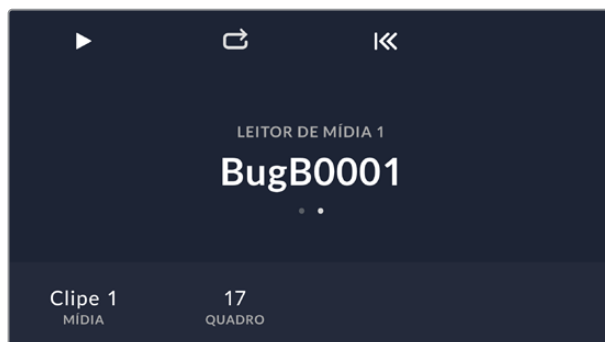 LEITOR DE MÍDIA 1
BugB0001
Clipe 1
MÍDIA
17
QUADRO